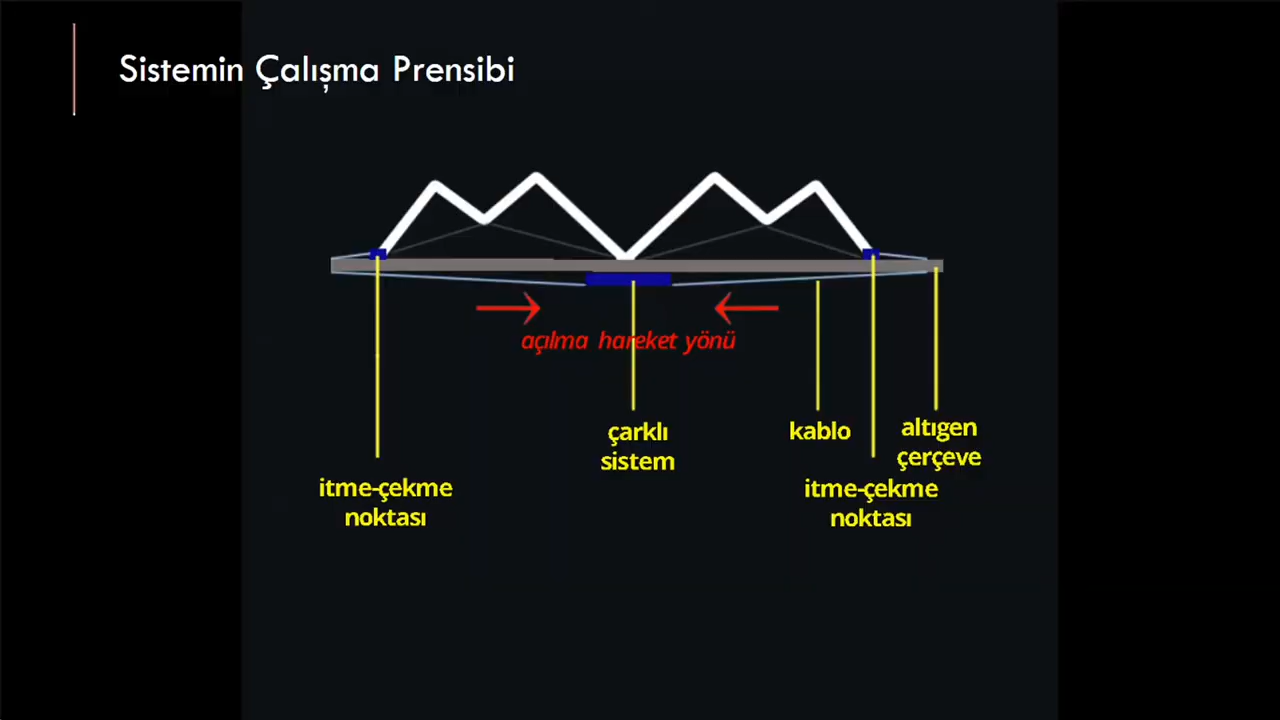 Sistemin Çalışma Prensibi
açılma hareket yönü
çarklı
sistem
kablo
altıgen
çerçeve
itme-çekme
noktası
itme-çekme
noktası